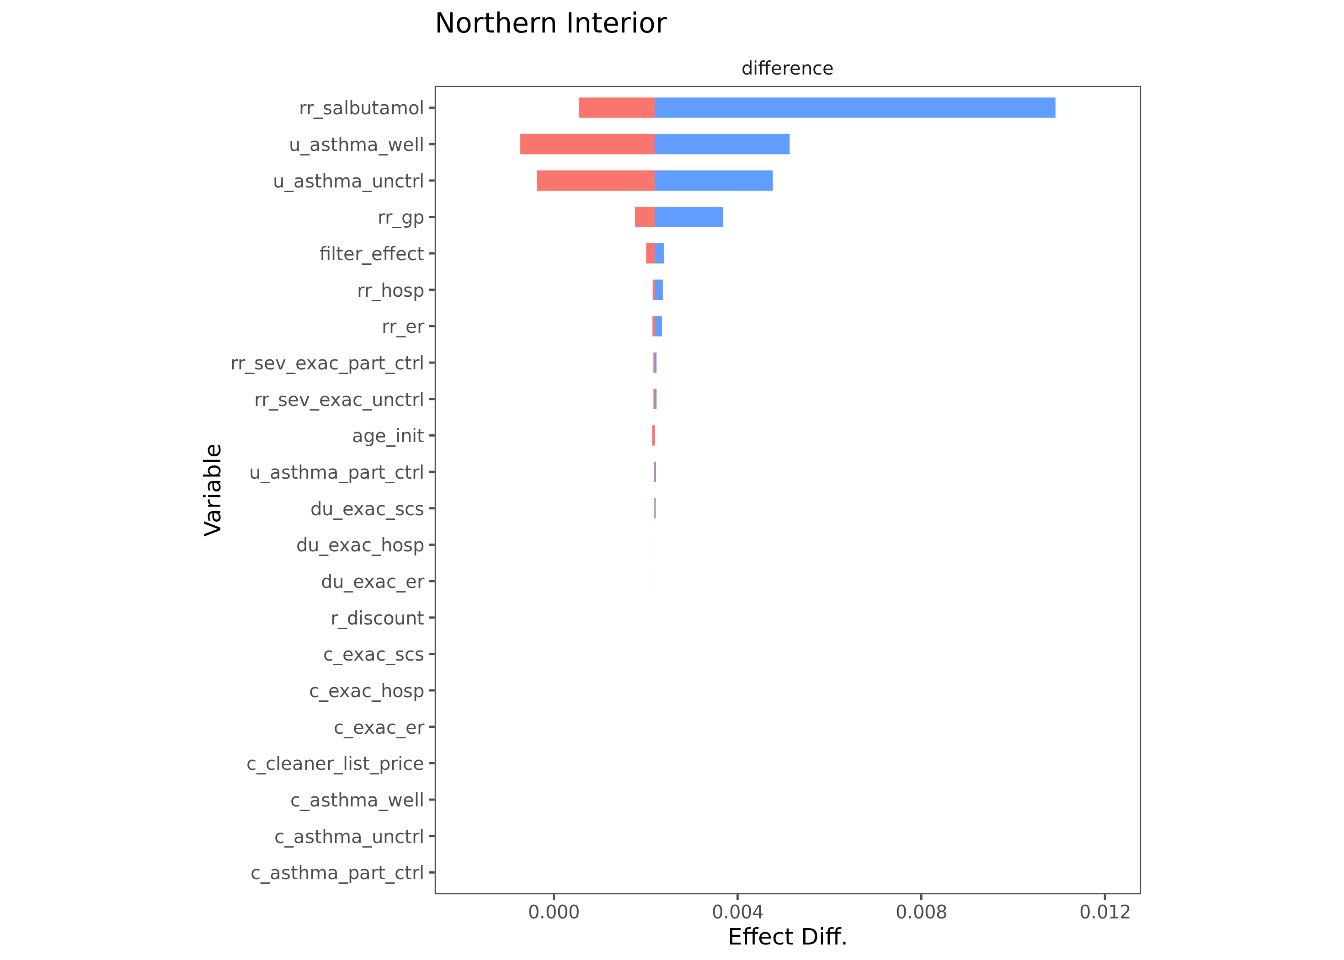 Northern Interior
difference
rr_salbutamol
u_asthma_well
u_asthma_unctrl
rr_gp
filter_effect
rr_hosp
rr_er
rr_sev_exac_part_ctrl
rr_sev_exac_unctrl
age_init
u_asthma_part_ctrl
du_exac_scs
du_exac_hosp
du_exac_er
r_discount
c_exac_scs
c_exac_hosp
c_exac_er
c_cleaner_list_price
c_asthma_well
c_asthma_unctrl
c_asthma_part_ctrl
Variable
0.000 0.004 0.008 0.012
Effect Diff.